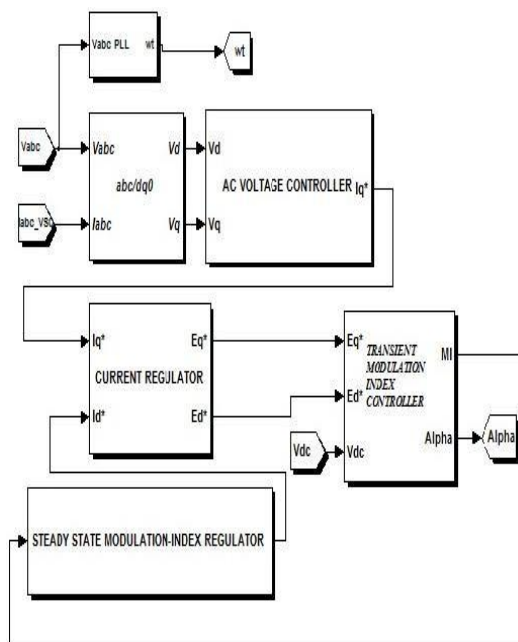 Vabc PLL wt
wt
Vabc
Vabc Vd
abc/dq0
Iabc Vq
Iabc_VSC
Vd
AC VOLTAGE CONTROLLER
Iq*
Vq
Iq* Eq*
CURRENT REGULATOR
Id* Ed*
Eq*
TRANSIENT
MODULATION
INDEX
CONTROLLER
MI
Ed*
Vdc
Vdc
Alpha
Alpha
STEADY STATE MODULATION-INDEX REGULATOR